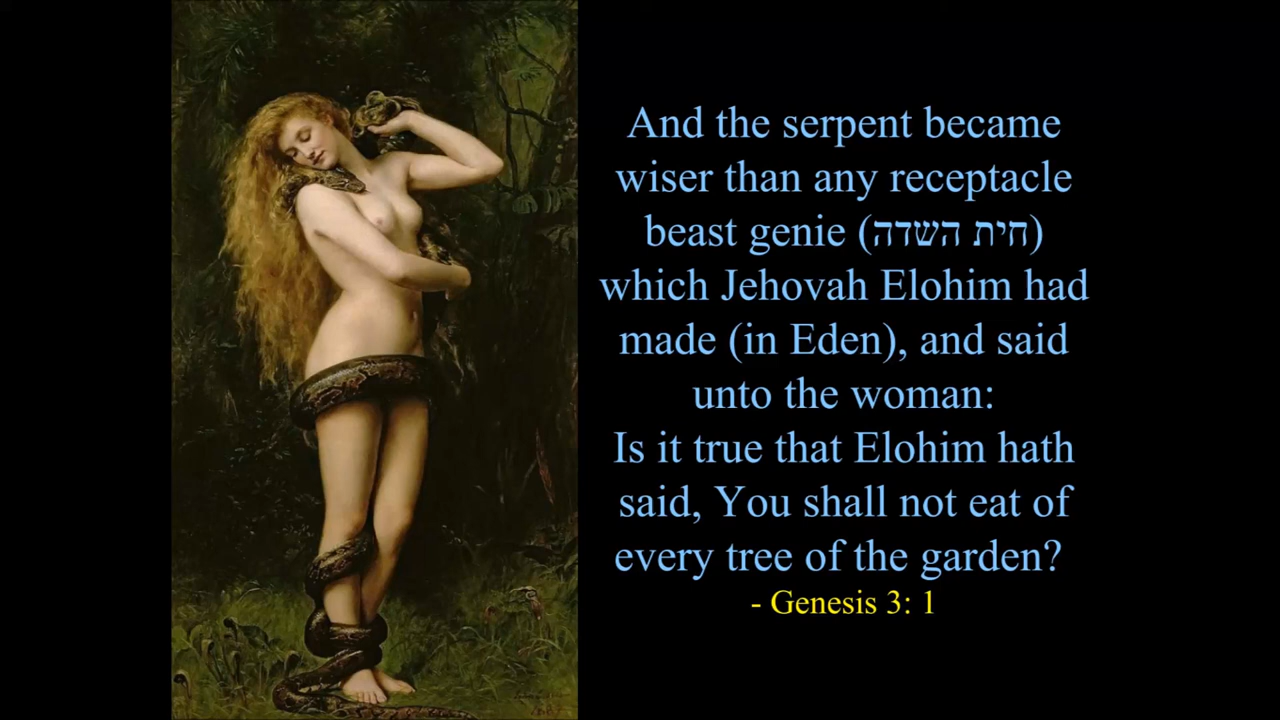 And the serpent became
wiser than any receptacle
beast genie (חית השדה)
which Jehovah Elohim had
made (in Eden), and said
unto the woman:
Is it true that Elohim hath
said, You shall not eat of
every tree of the garden?
- Genesis 3: 1